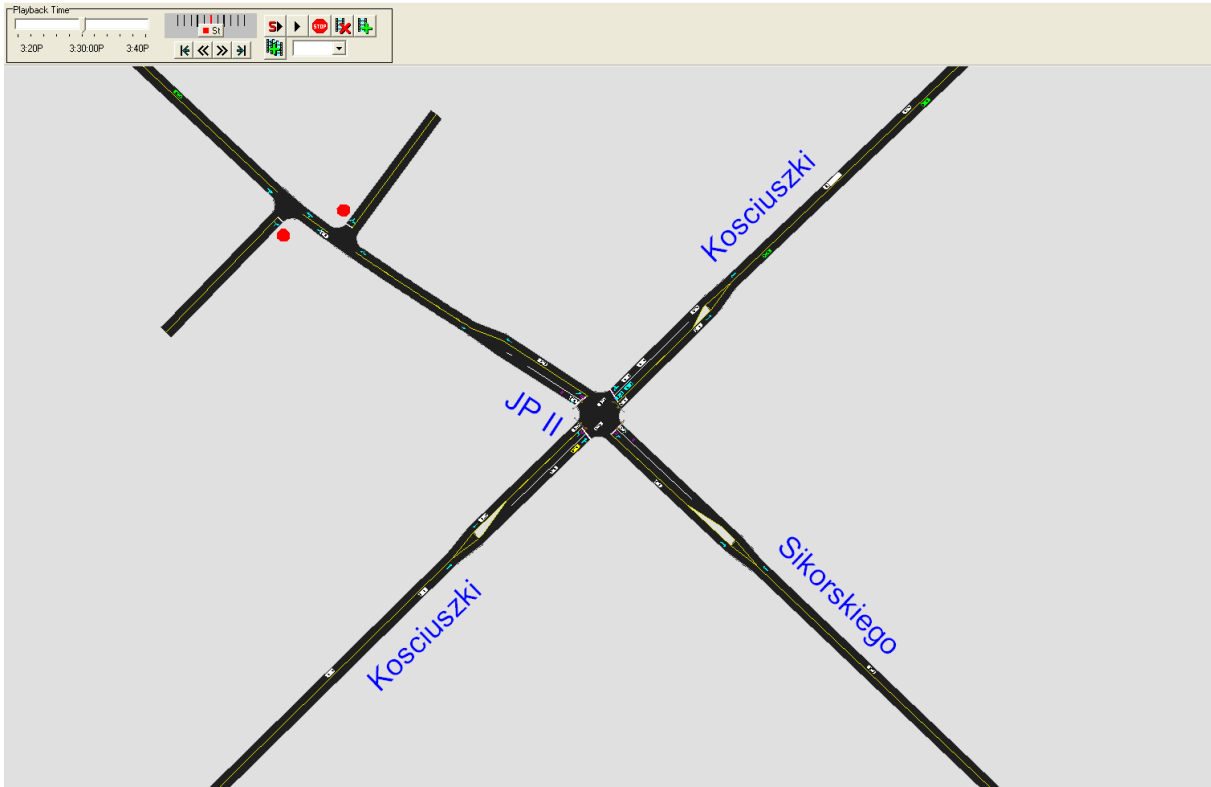 Playback Time
3:20P 3:30:00P 3:40P
St
S
STOP
Kosciuszki
JP II
Kosciuszki
Sikorskiego